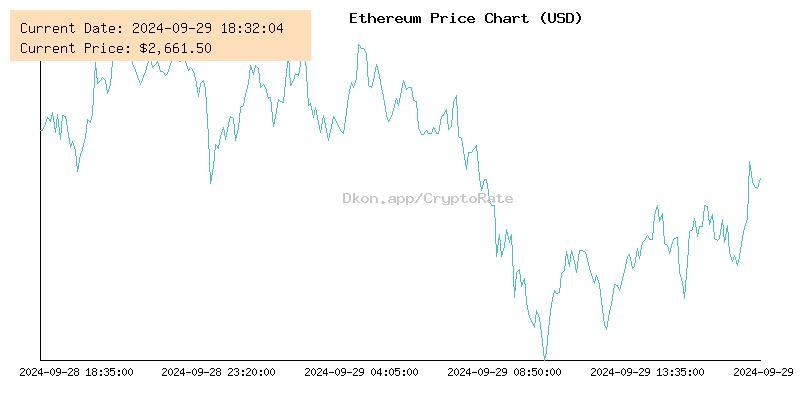 Ethereum Price Chart (USD)
Current Date: 2024-09-29 18:32:04
Current Price: $2,661.50
Dkon.app/CryptoRate
2024-09-28 18:35:00 2024-09-28 23:20:00 2024-09-29 04:05:00 2024-09-29 08:50:00 2024-09-29 13:35:00 2024-09-29